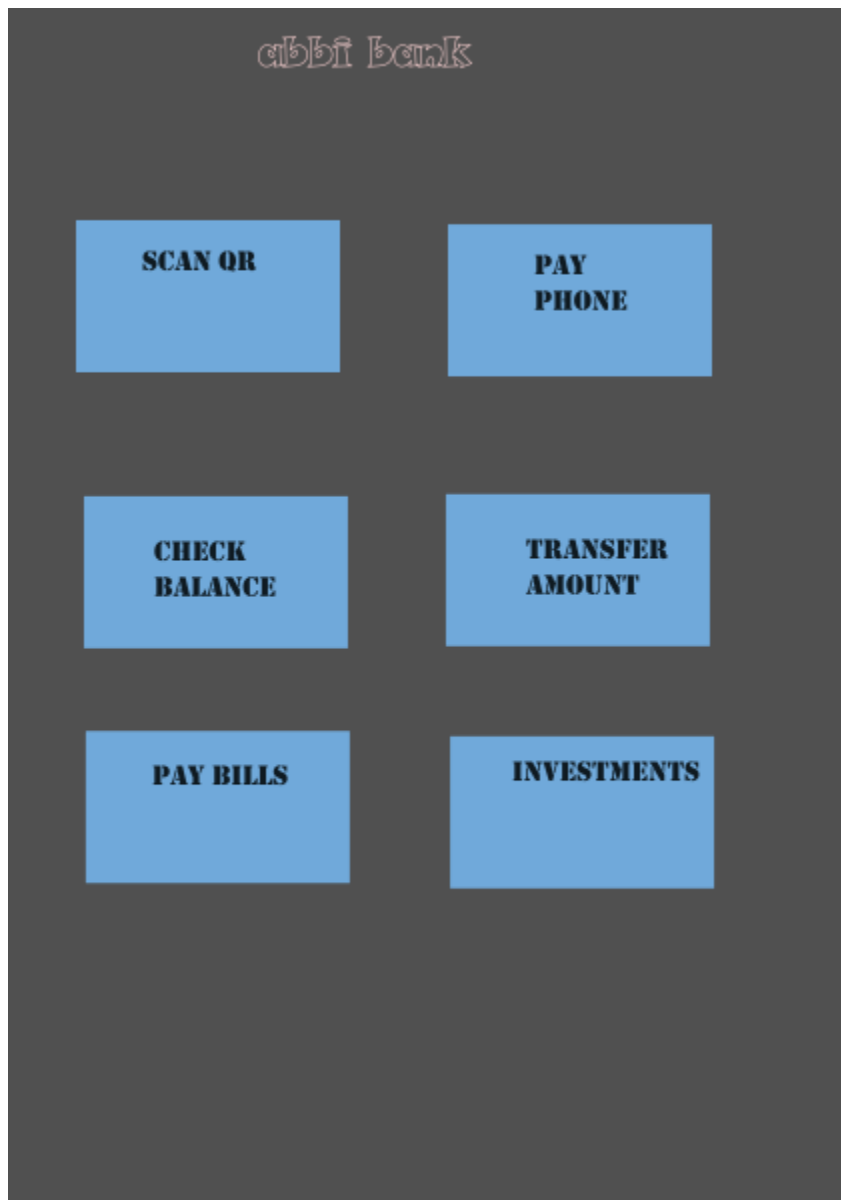 abbi bank
SCAN QR
PAY
PHONE
CHECK
BALANCE
TRANSFER
AMOUNT
PAY BILLS
INVESTMENTS